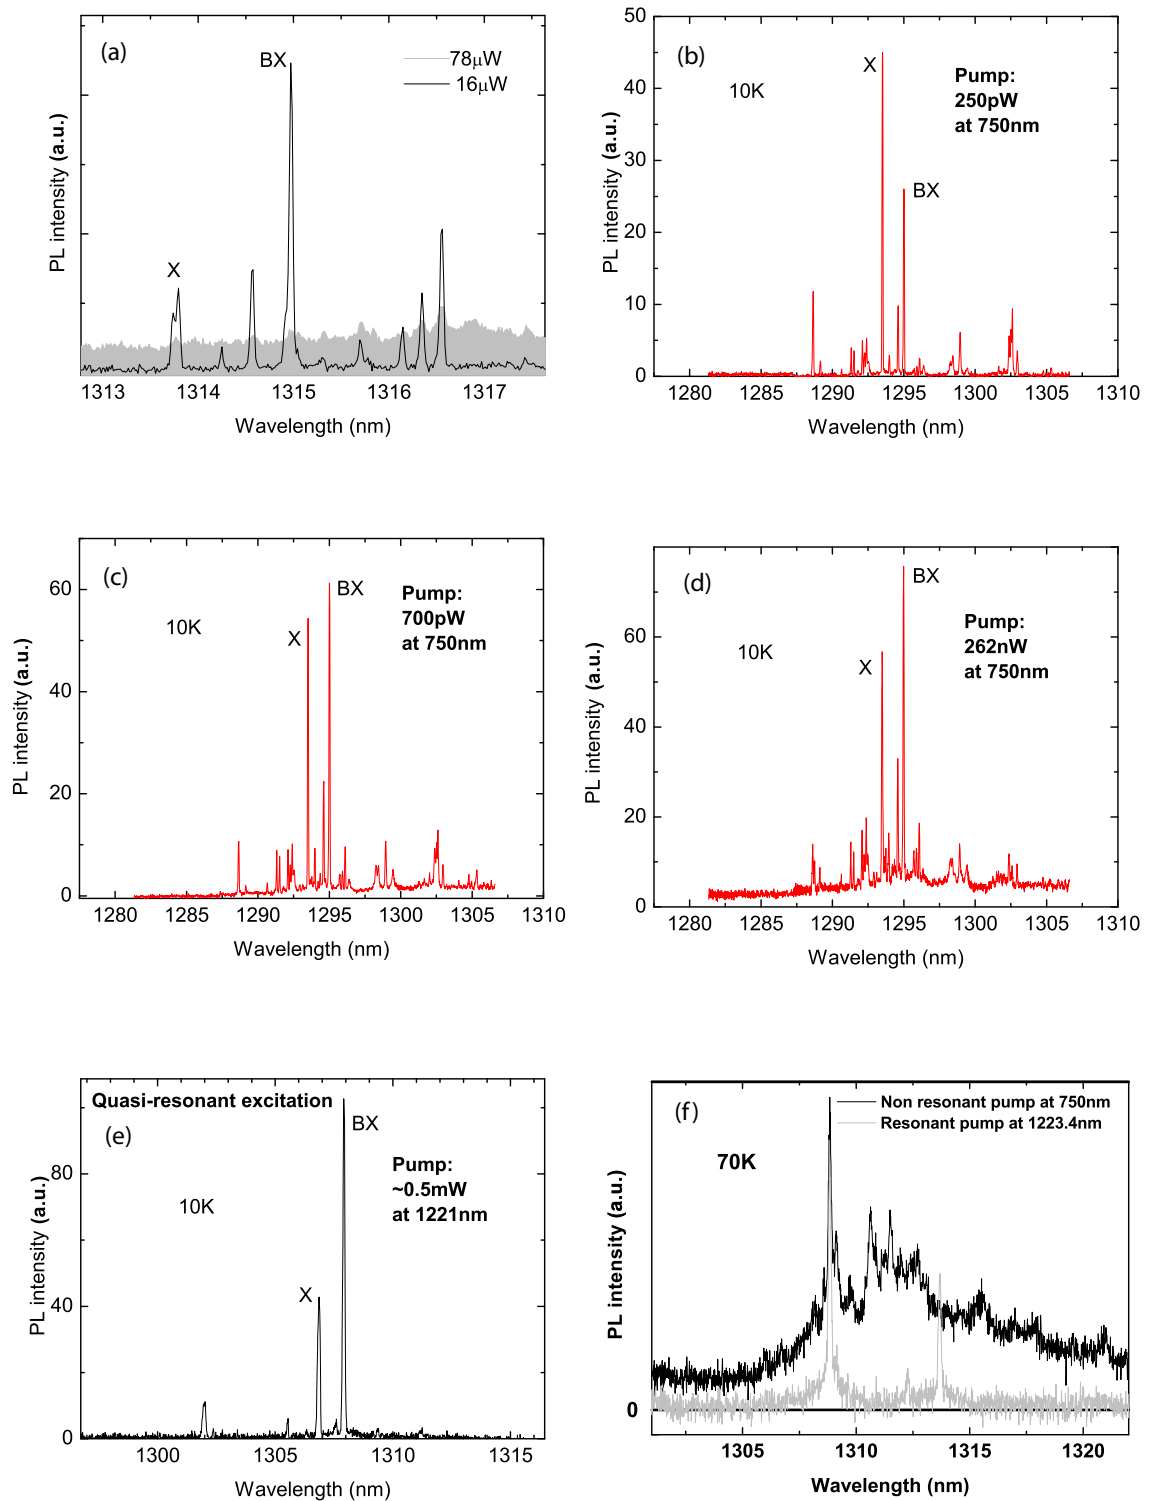 (a)
BX
78μW
16μW
X
PL intensity (a.u.)
1313 1314 1315 1316 1317
Wavelength (nm)
50
40
30
20
10
0
(b)
X
10K
Pump:
250pW
at 750nm
BX
PL intensity (a.u.)
1280 1285 1290 1295 1300 1305 1310
Wavelength (nm)
60
40
20
0
(c)
BX
Pump:
700pW
at 750nm
10K
X
PL intensity (a.u.)
1280 1285 1290 1295 1300 1305 1310
Wavelength (nm)
60
40
20
0
(d)
BX
Pump:
262nW
at 750nm
10K
X
PL intensity (a.u.)
1280 1285 1290 1295 1300 1305 1310
Wavelength (nm)
Quasi-resonant excitation
(e)
BX
Pump:
~0.5mW
at 1221nm
10K
X
80
40
0
PL intensity (a.u.)
1300 1305 1310 1315
Wavelength (nm)
(f)
Non resonant pump at 750nm
Resonant pump at 1223.4nm
70K
PL intensity (a.u.)
0
1305 1310 1315 1320
Wavelength (nm)